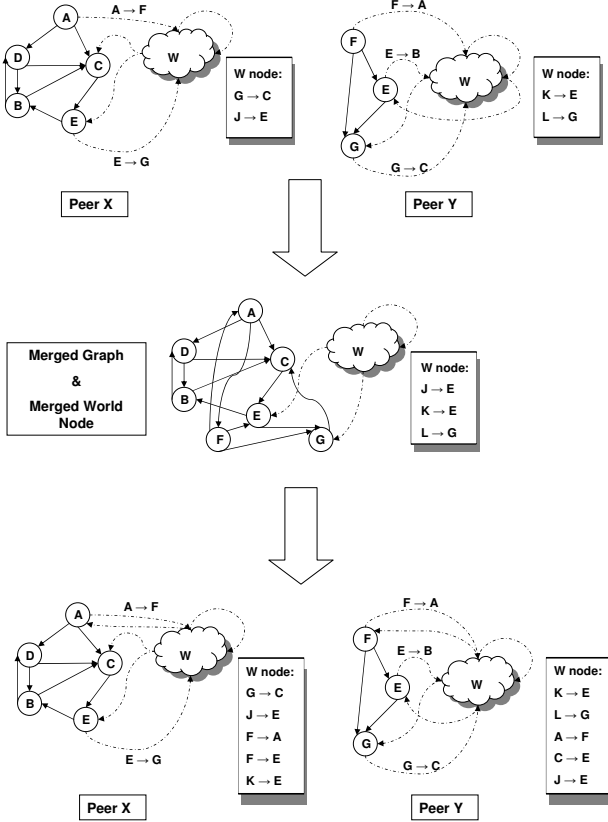 A → F
A
D
C
B
E
W
E → G
W node:
G → C
J → E
Peer X
F → A
F
E → B
E
W
G
G → C
W node:
K → E
L → G
Peer Y
Merged Graph
&
Merged World
Node
A
D
C
B
E
F
G
W
W node:
J → E
K → E
L → G
A → F
A
D
C
B
E
W
E → G
W node:
G → C
J → E
F → A
F → E
K → E
Peer X
F → A
F
E → B
E
W
G
G → C
W node:
K → E
L → G
A → F
C → E
J → E
Peer Y